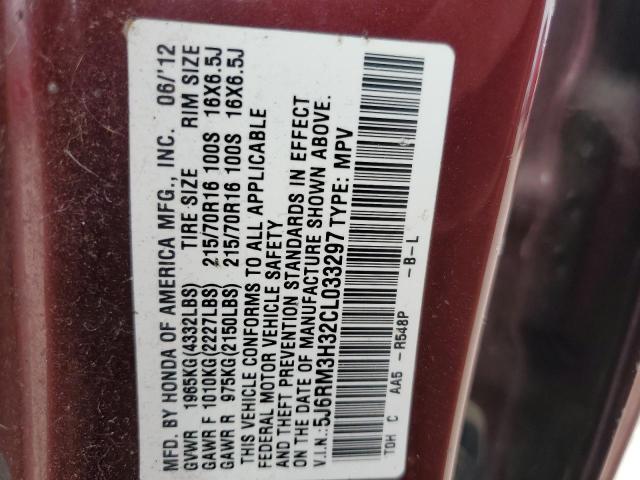 MFD. BY HONDA OF AMERICA MFG., INC. 06/'12
GVWR 1965KG(4332LBS) TIRE SIZE RIM SIZE
GAWR F 1010KG(2227LBS) 215/70R16 100S 16X6.5J
GAWR R 975KG(2150LBS) 215/70R16 100S 16X6.5J
THIS VEHICLE CONFORMS TO ALL APPLICABLE
FEDERAL MOTOR VEHICLE SAFETY
AND THEFT PREVENTION STANDARDS IN EFFECT
ON THE DATE OF MANUFACTURE SHOWN ABOVE.
V.I.N.:5J6RM3H32CL033297 TYPE: MPV
TOH C AA5 -R548P -B-L